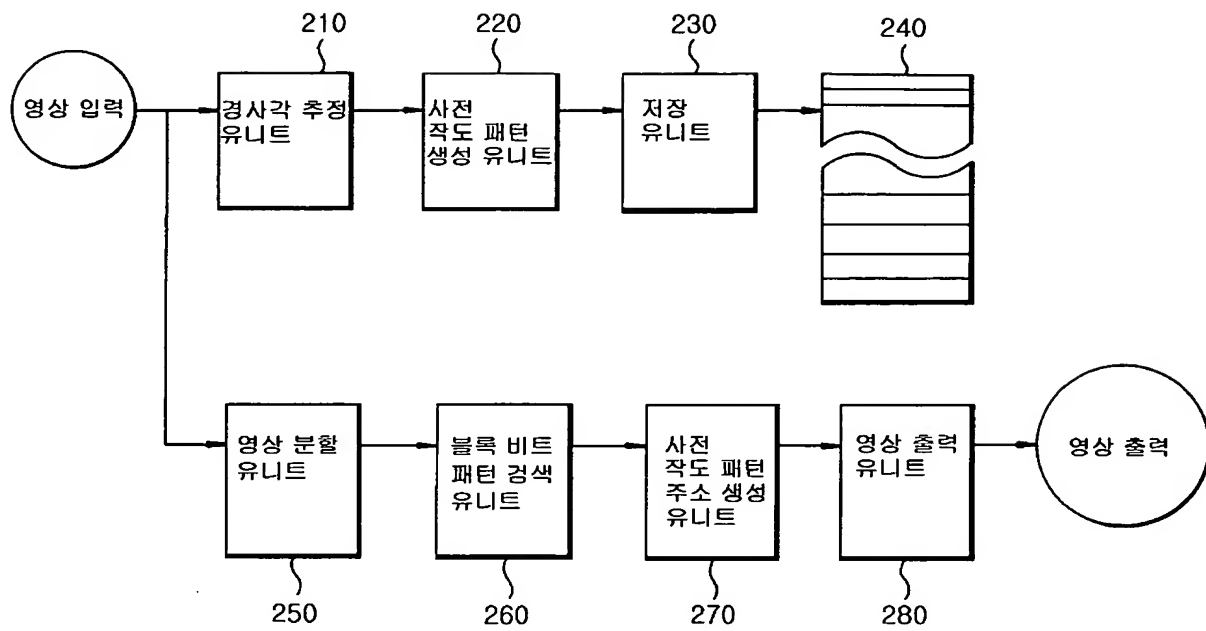 210
220
230
240
영상 입력
경사각 추정
유니트
사전
작도 패턴
생성 유니트
저장
유니트
영상 분할
유니트
블록 비트
패턴 검색
유니트
사전
작도 패턴
주소 생성
유니트
영상 출력
유니트
영상 출력
250
260
270
280